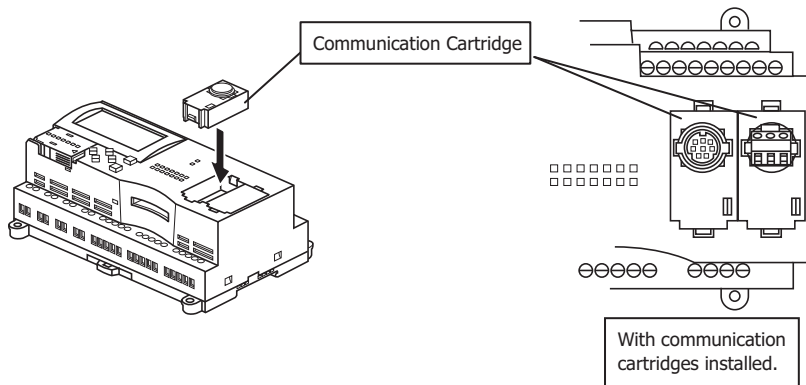 Communication Cartridge
With communication
cartridges installed.